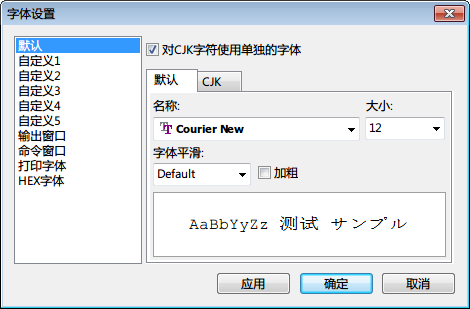 字体设置
默认
自定义1
自定义2
自定义3
自定义4
自定义5
输出窗口
命令窗口
打印字体
HEX字体
对CJK字符使用单独的字体
默认 CJK
名称: 大小:
Courier New 12
字体平滑:
Default 加粗
AaBbYyZz 测试 サンプル
应用 确定 取消